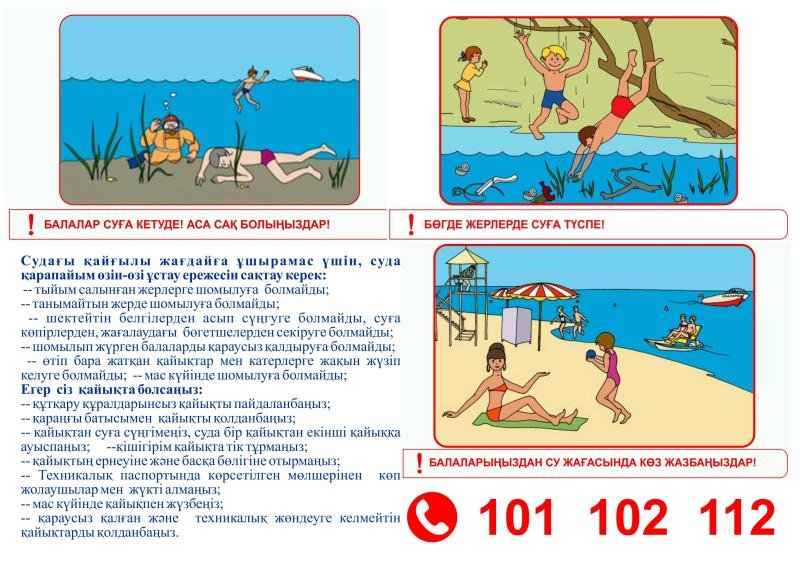 ! БАЛАЛАР СУҒА КЕТУДЕ! АСА САҚ БОЛЫҢЫЗДАР!
! БӨГДЕ ЖЕРЛЕРДЕ СУҒА ТҮСПЕ!
Судағы қайғылы жағдайға ұшырамас үшін, суда
қарапайым өзін-өзі ұстау ережесін сақтау керек:
-- тыйым салынған жерлерге шомылуға болмайды;
-- танымайтын жерде шомылуға болмайды;
-- шектейтін белгілерден асып сүңгуге болмайды, суға
көпірлерден, жағалаудағы бөгетшелерден секіруге болмайды;
-- шомылып жүрген балаларды қараусыз қалдыруға болмайды;
-- өтіп бара жатқан қайықтар мен катерлерге жақын жүзіп
келуге болмайды; -- мас күйінде шомылуға болмайды;
Егер сіз қайықта болсаңыз:
-- құтқару құралдарынсыз қайықты пайдаланбаңыз;
-- қараңғы батысымен қайықты қолданбаңыз;
-- қайықтан суға сүңгімеңіз, суда бір қайықтан екінші қайыққа
ауыспаңыз; --кішігірім қайықта тік тұрмаңыз;
-- қайықтың ернеуіне және басқа бөлігіне отырмаңыз;
-- Техникалық паспортында көрсетілген мөлшерінен көп
жолаушылар мен жүкті алмаңыз;
-- мас күйінде қайықпен жүзбеңіз;
-- қараусыз қалған және техникалық жөндеуге келмейтін
қайықтарды қолданбаңыз.
! БАЛАЛАРЫҢЫЗДАН СУ ЖАҒАСЫНДА КӨЗ ЖАЗБАҢЫЗДАР!
101 102 112